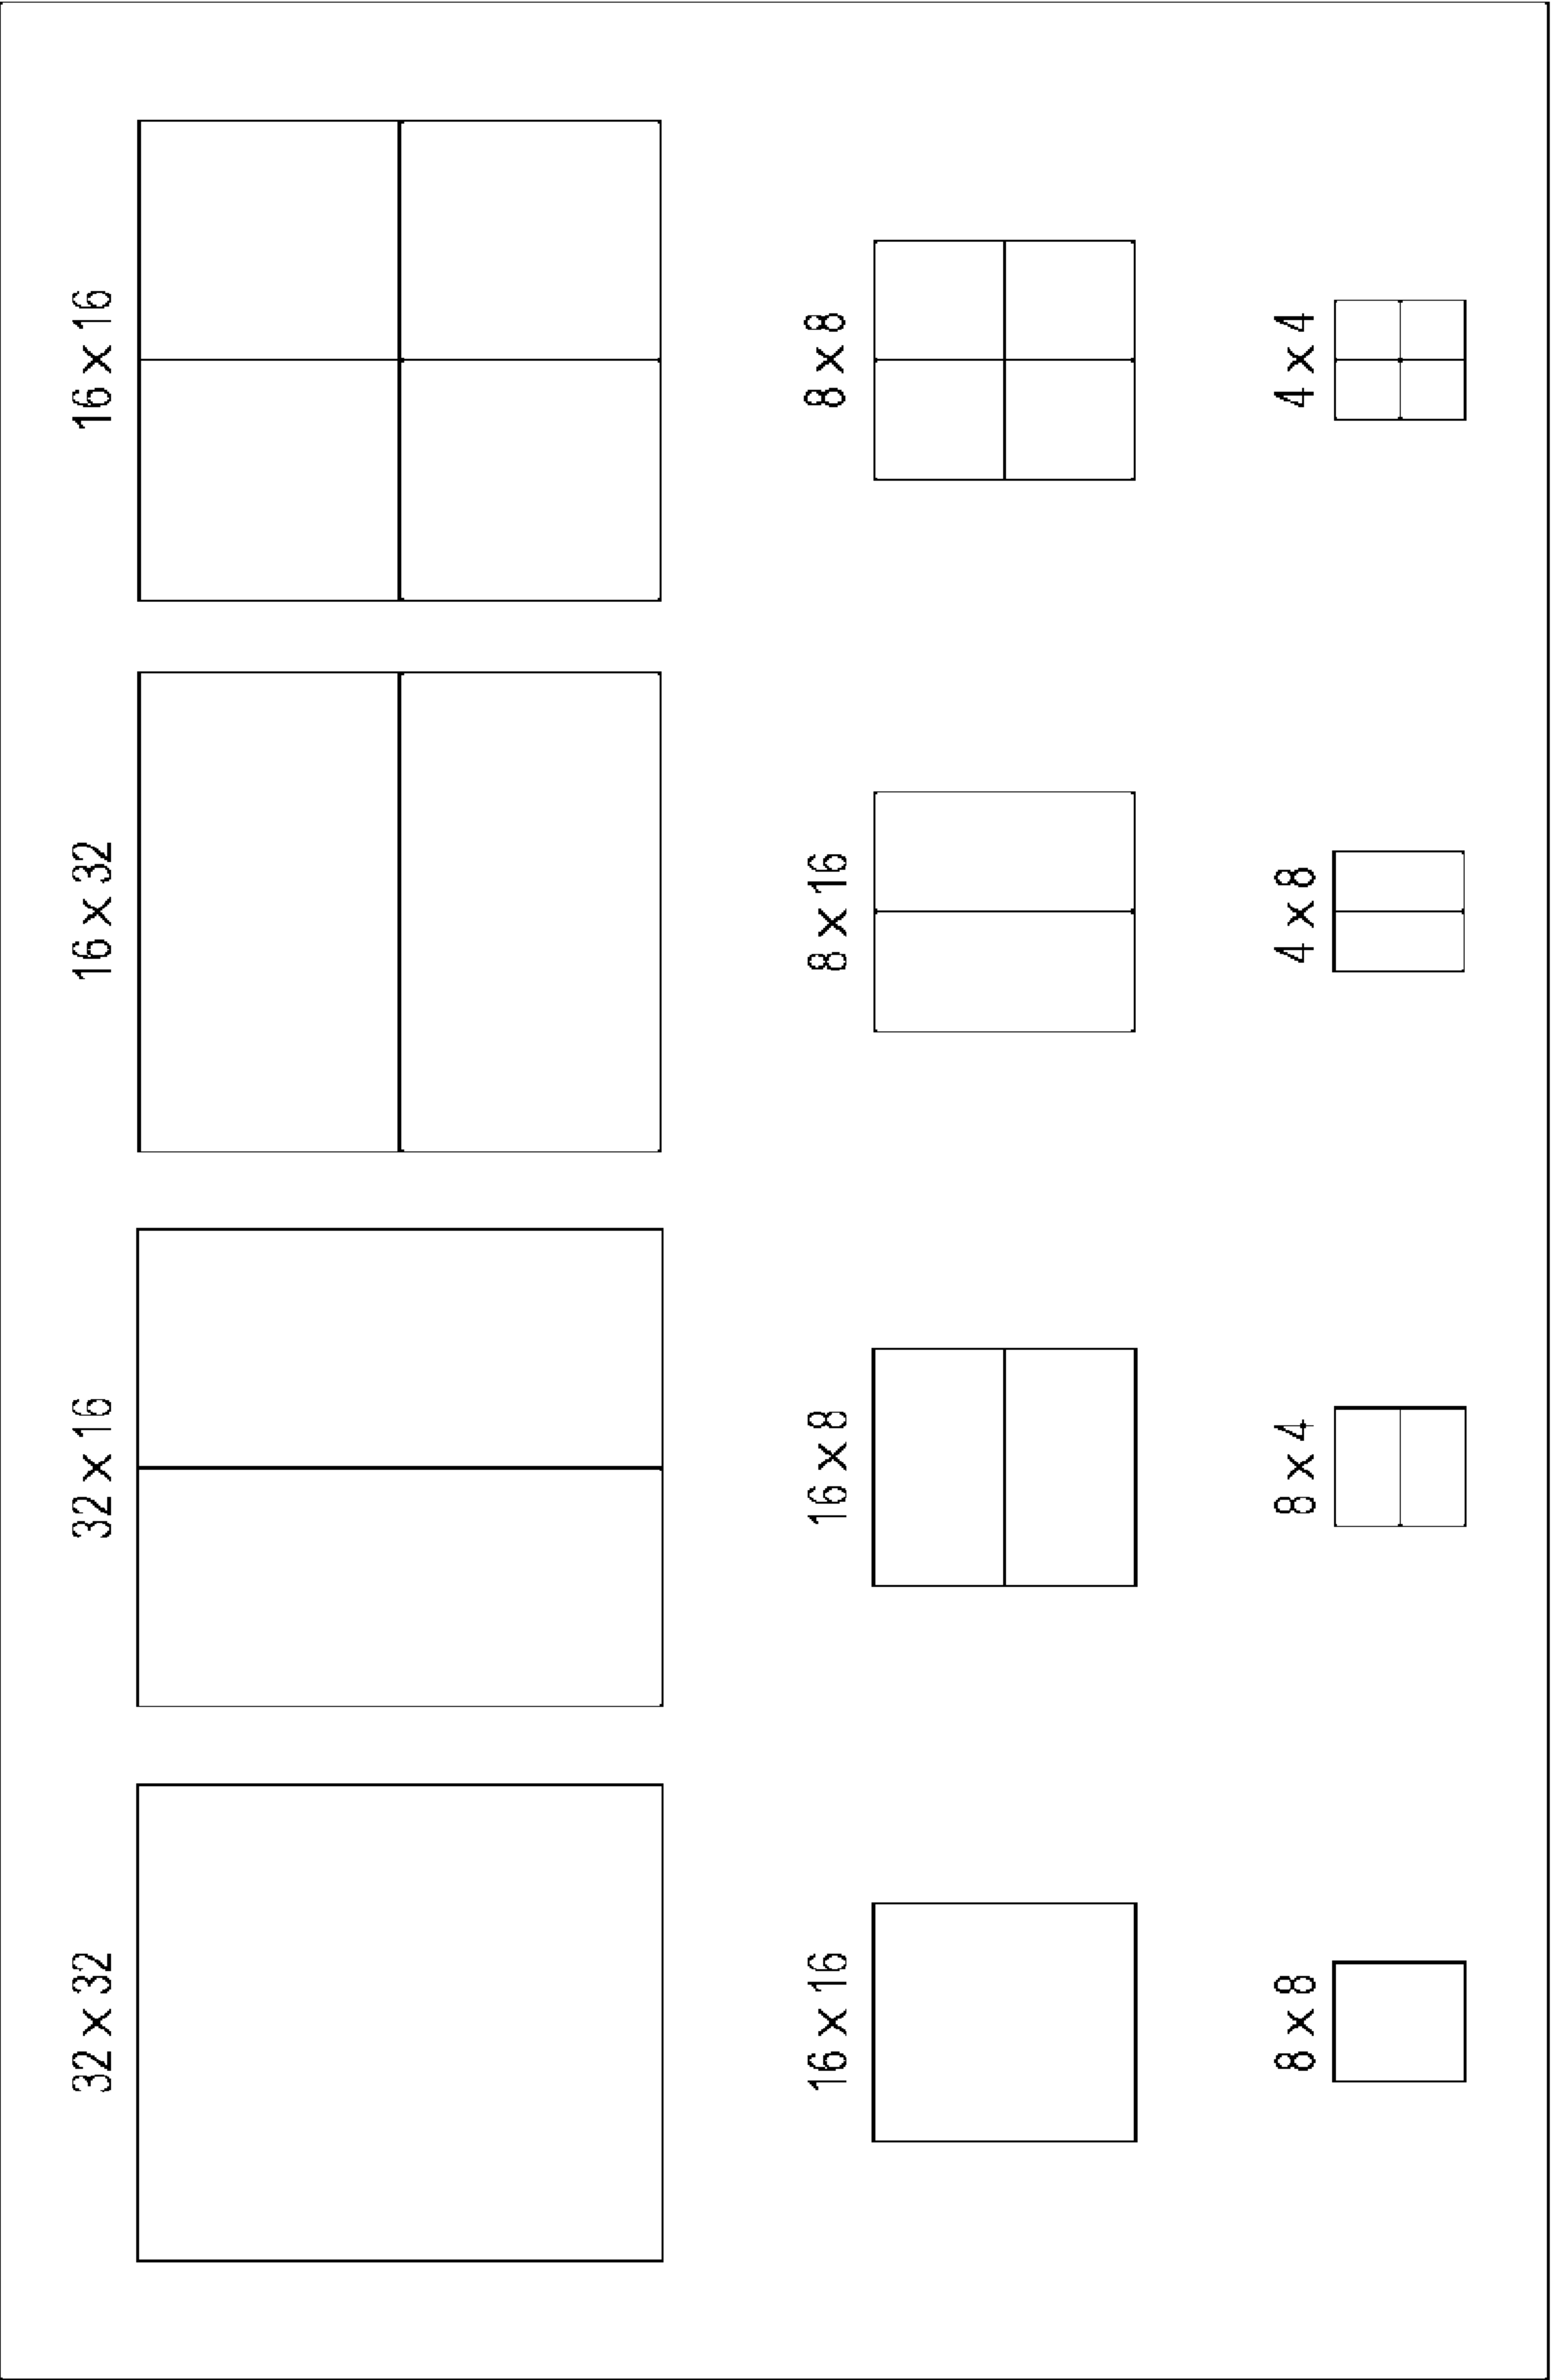 32 x 32 32 x 16 16 x 32 16 x 16
16 x 16 16 x 8 8 x 16 8 x 8
8 x 8 8 x 4 4 x 8 4 x 4